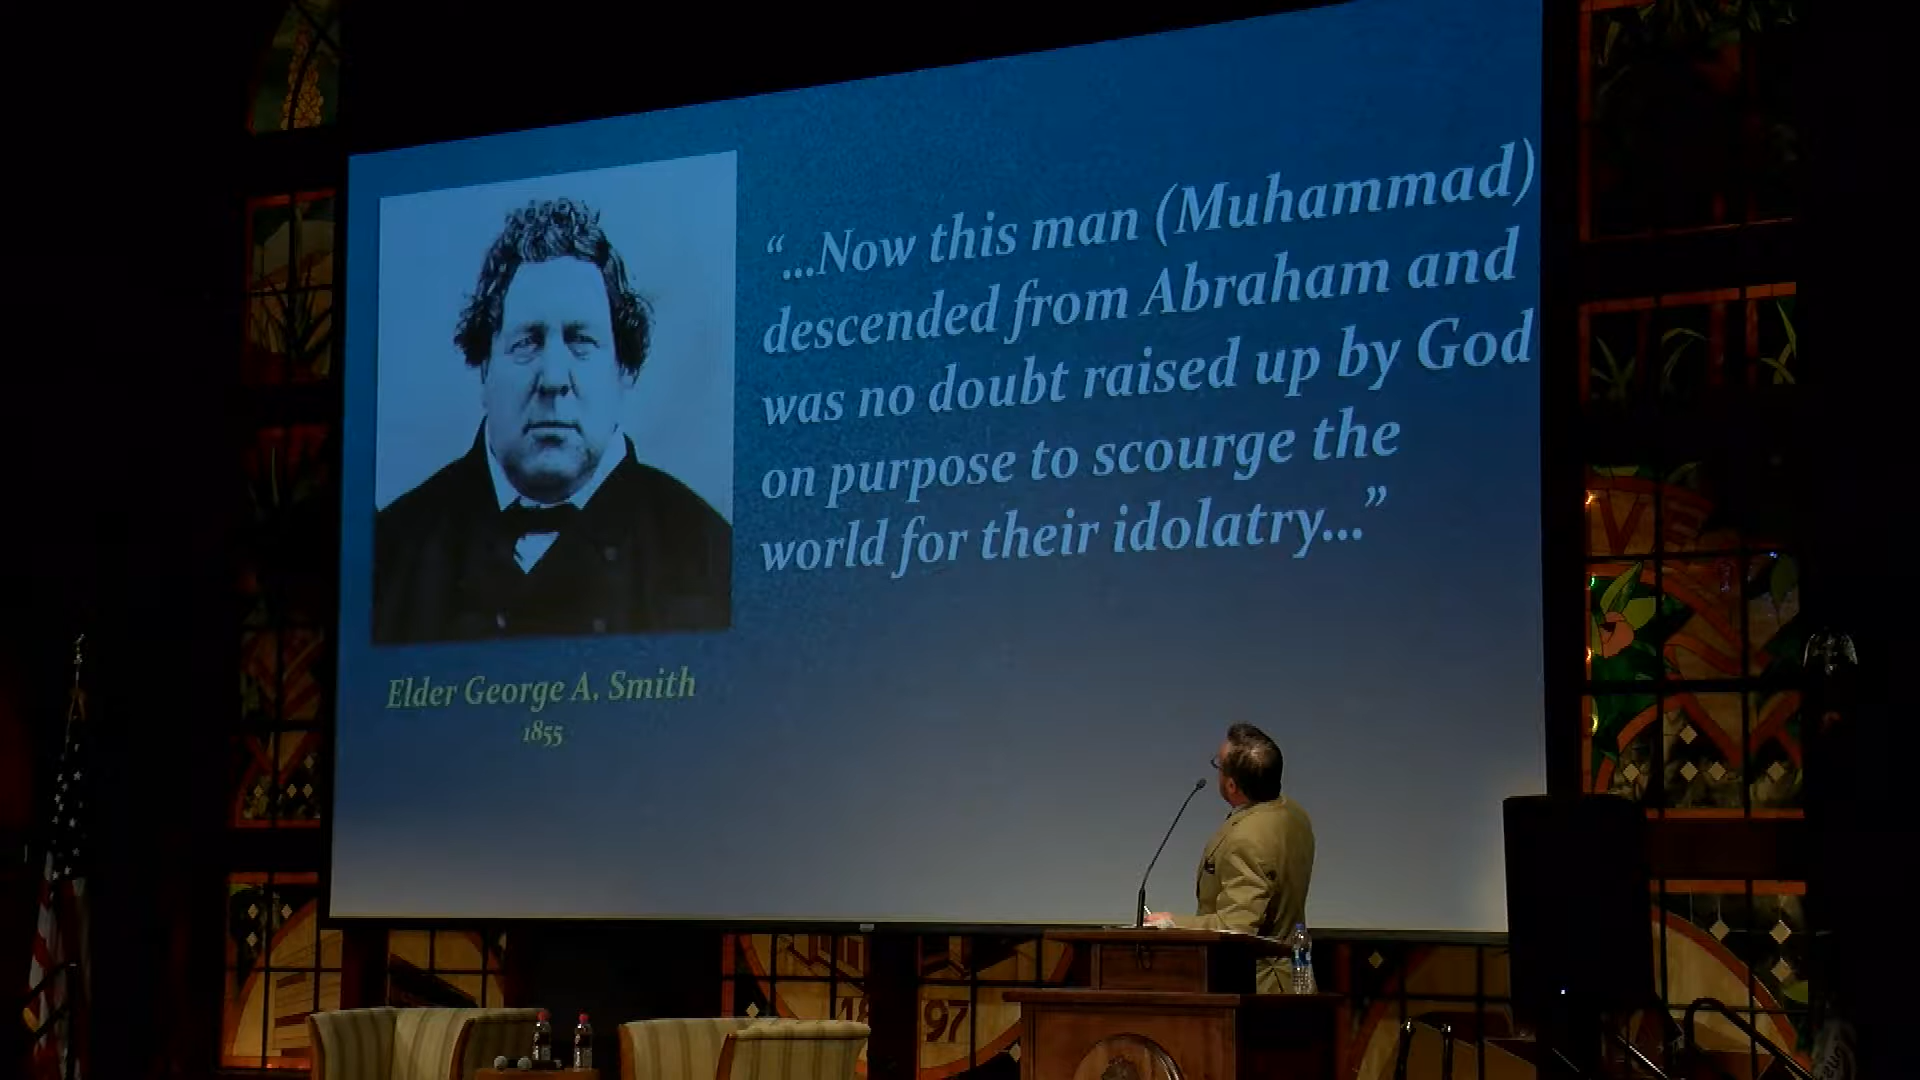 “...Now this man (Muhammad)
descended from Abraham and
was no doubt raised up by God
on purpose to scourge the
world for their idolatry...”
Elder George A. Smith
1855
1897